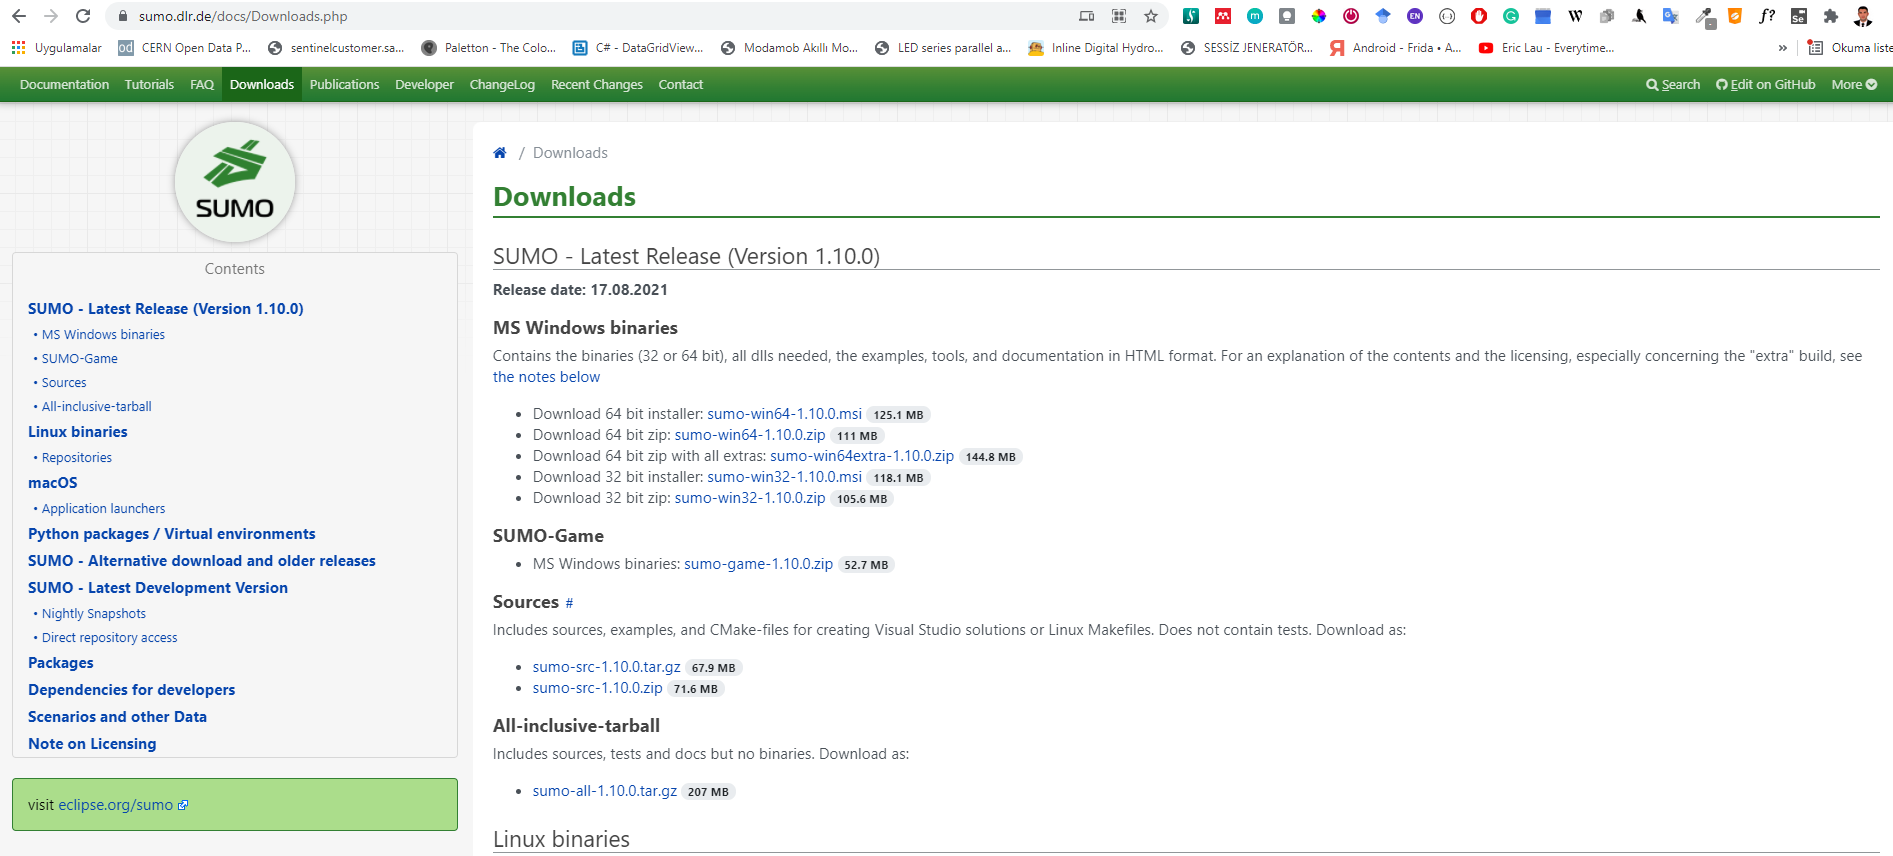 sumo.dlr.de/docs/Downloads.php
Uygulamalar
CERN Open Data P...
sentinelcustomer.sa...
Paletton - The Colo...
C# - DataGridView...
Modamob Akıllı Mo...
LED series parallel a...
Inline Digital Hydro...
SESSİZ JENERATÖR...
Android - Frida • A...
Eric Lau - Everytime...
»
Okuma liste
Documentation Tutorials FAQ Downloads Publications Developer ChangeLog Recent Changes Contact Search Edit on GitHub More
SUMO
Contents
SUMO - Latest Release (Version 1.10.0)
• MS Windows binaries
• SUMO-Game
• Sources
• All-inclusive-tarball
Linux binaries
• Repositories
macOS
• Application launchers
Python packages / Virtual environments
SUMO - Alternative download and older releases
SUMO - Latest Development Version
• Nightly Snapshots
• Direct repository access
Packages
Dependencies for developers
Scenarios and other Data
Note on Licensing
visit eclipse.org/sumo
/ Downloads
Downloads
SUMO - Latest Release (Version 1.10.0)
Release date: 17.08.2021
MS Windows binaries
Contains the binaries (32 or 64 bit), all dlls needed, the examples, tools, and documentation in HTML format. For an explanation of the contents and the licensing, especially concerning the "extra" build, see
the notes below
• Download 64 bit installer: sumo-win64-1.10.0.msi 125.1 MB
• Download 64 bit zip: sumo-win64-1.10.0.zip 111 MB
• Download 64 bit zip with all extras: sumo-win64extra-1.10.0.zip 144.8 MB
• Download 32 bit installer: sumo-win32-1.10.0.msi 118.1 MB
• Download 32 bit zip: sumo-win32-1.10.0.zip 105.6 MB
SUMO-Game
• MS Windows binaries: sumo-game-1.10.0.zip 52.7 MB
Sources #
Includes sources, examples, and CMake-files for creating Visual Studio solutions or Linux Makefiles. Does not contain tests. Download as:
• sumo-src-1.10.0.tar.gz 67.9 MB
• sumo-src-1.10.0.zip 71.6 MB
All-inclusive-tarball
Includes sources, tests and docs but no binaries. Download as:
• sumo-all-1.10.0.tar.gz 207 MB
Linux binaries